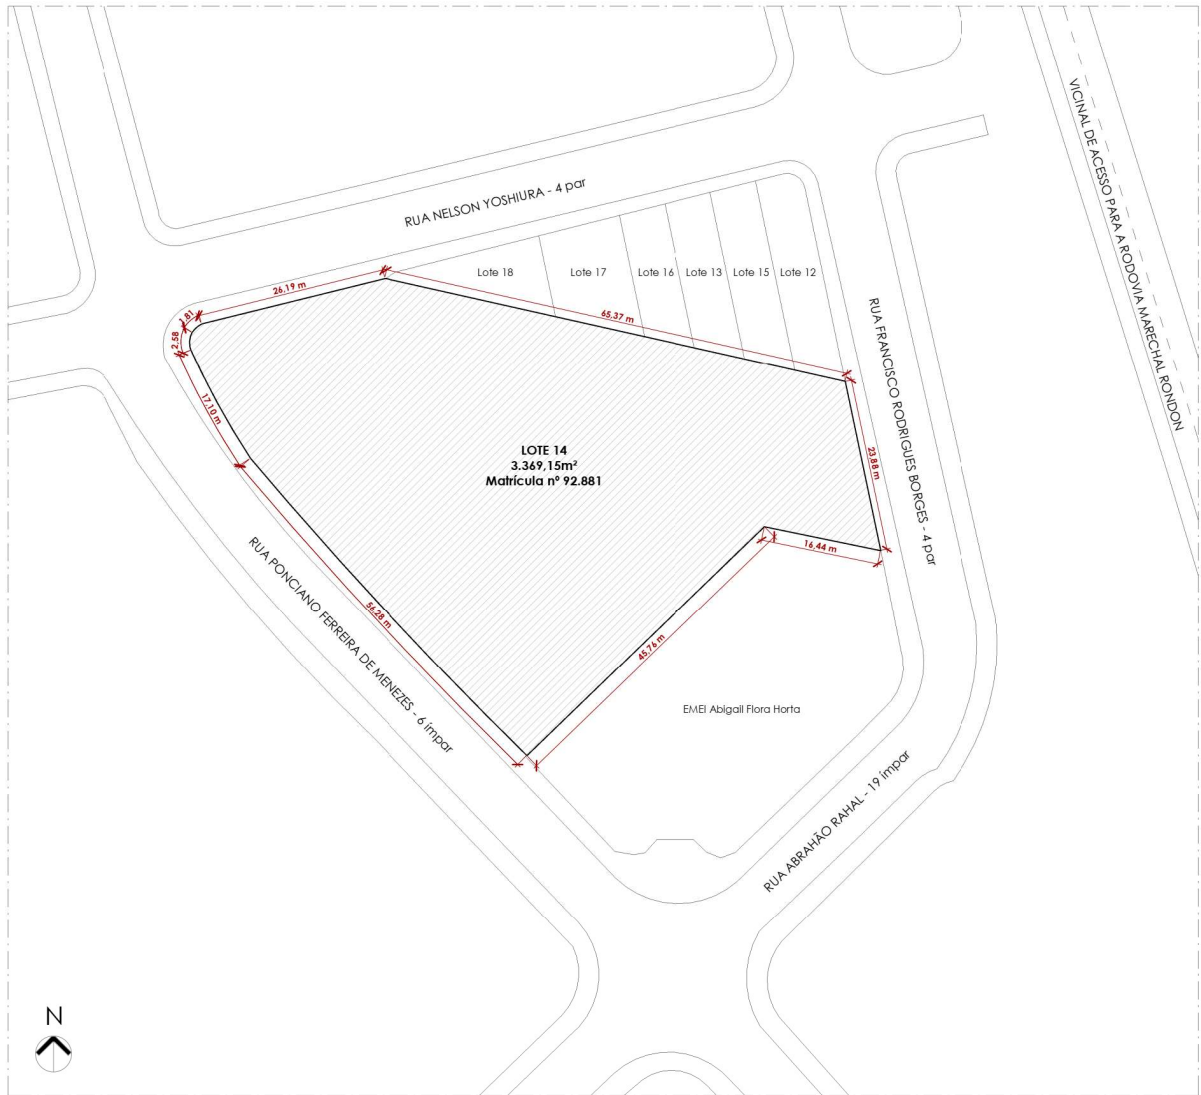 VICINAL DE ACESSO PARA A RODOVIA MARECHAL RONDON
RUA NELSON YOSHIURA - 4 par
Lote 18
Lote 17
Lote 16
Lote 13
Lote 15
Lote 12
26,19 m
1,81
2,58
65,37 m
RUA FRANCISCO RODRIGUES BORGES - 4 par
17,10 m
LOTE 14
3.369,15m²
Matrícula nº 92.881
23,88 m
16,44 m
RUA PONCIANO FERREIRA DE MENEZES - 6 ímpar
56,28 m
45,76 m
EMEI Abigail Flora Horta
RUA ABRAHÃO RAHAL - 19 ímpar
N